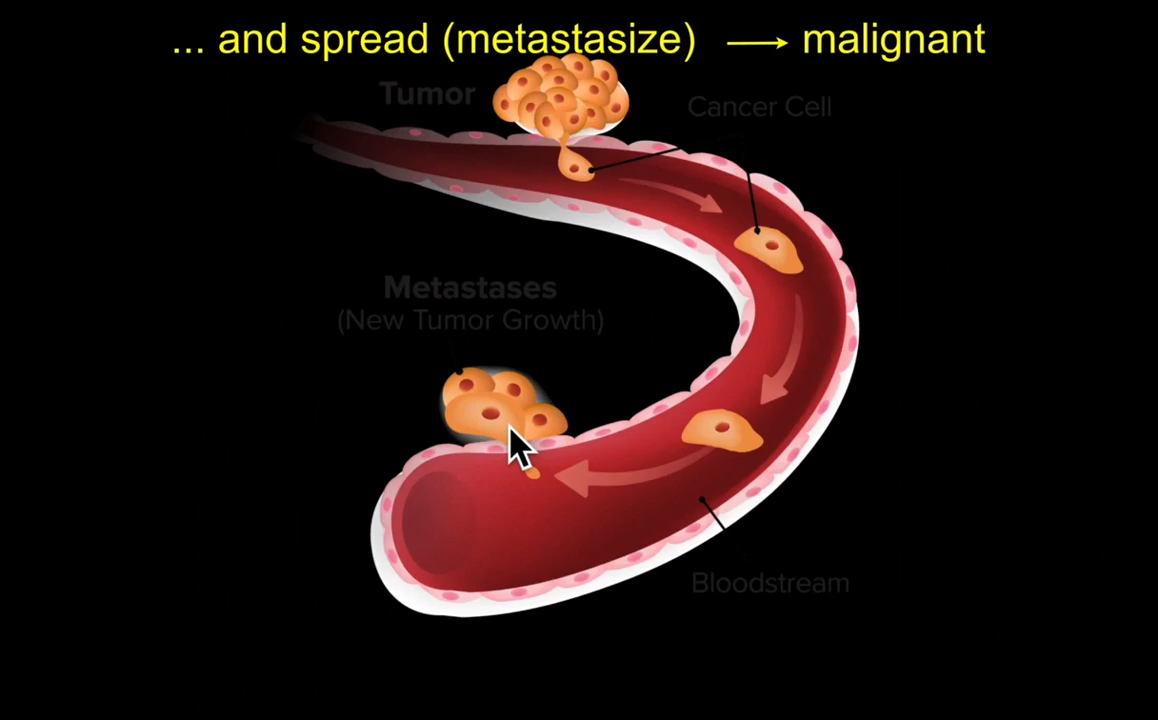 ... and spread (metastasize) → malignant
Tumor
Cancer Cell
Metastases
(New Tumor Growth)
Bloodstream